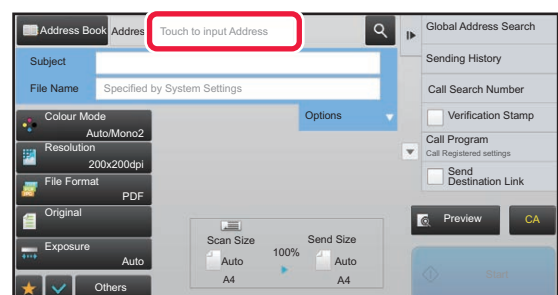 Address Book Addres Touch to input Address
Subject
File Name Specified by System Settings
Options
Colour Mode
Auto/Mono2
Resolution
200x200dpi
File Format
PDF
Original
Exposure
Auto
Others
Scan Size
Auto
A4
100%
Send Size
Auto
A4
Global Address Search
Sending History
Call Search Number
Verification Stamp
Call Program
Call Registered settings
Send
Destination Link
Preview
CA
Start